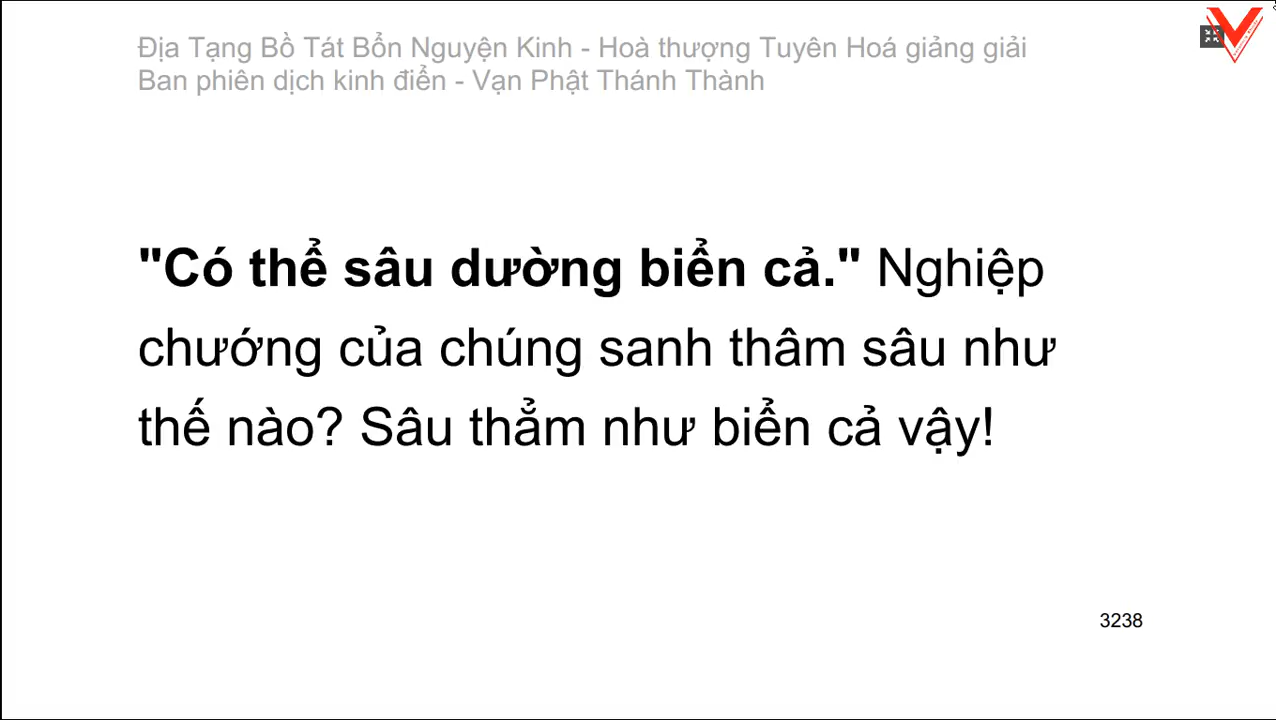 Địa Tạng Bồ Tát Bổn Nguyện Kinh - Hoà thượng Tuyên Hoá giảng giải
Ban phiên dịch kinh điển - Vạn Phật Thánh Thành
"Có thể sâu dường biển cả." Nghiệp
chướng của chúng sanh thâm sâu như
thế nào? Sâu thẳm như biển cả vậy!
3238